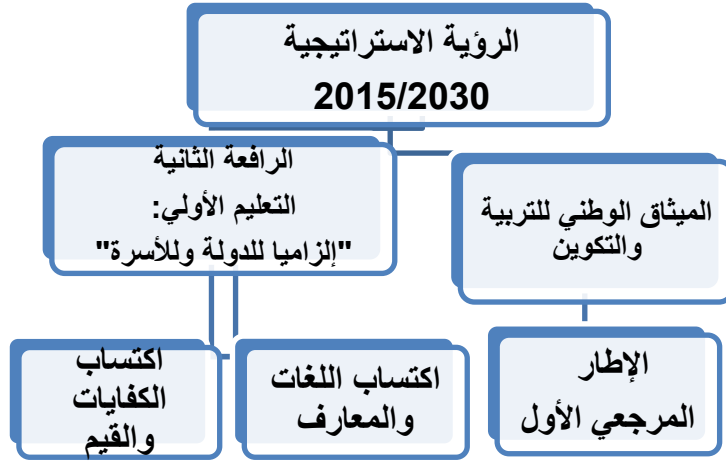 الرؤية الاستراتيجية
2015/2030
الرافعة الثانية
التعليم الأولي:
"إلزاميا للدولة وللأسرة"
الميثاق الوطني للتربية
والتكوين
اكتساب
الكفايات
والقيم
اكتساب اللغات
والمعارف
الإطار
المرجعي الأول